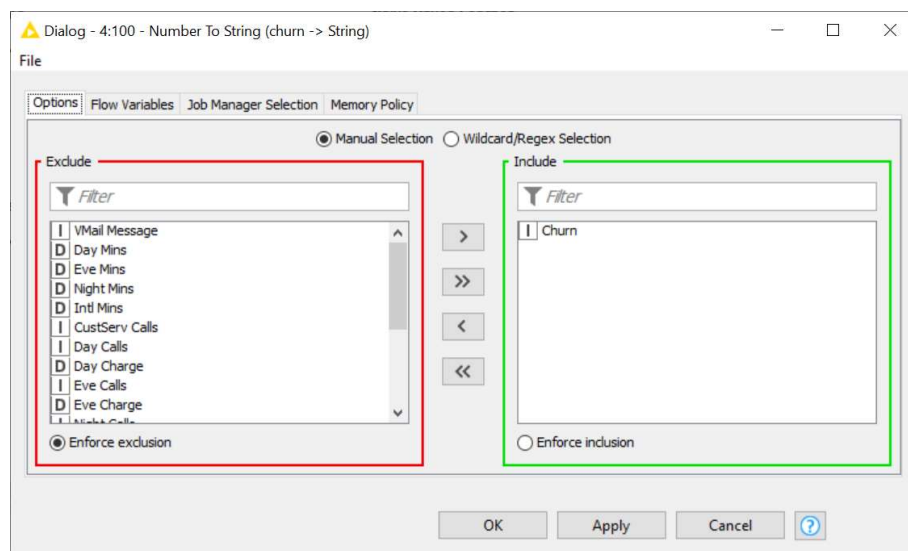 Dialog - 4:100 - Number To String (churn -> String)
File
Options Flow Variables Job Manager Selection Memory Policy
Manual Selection Wildcard/Regex Selection
Exclude Include
Filter Filter
I VMail Message I Churn
D Day Mins
D Eve Mins
D Night Mins
D Intl Mins
I CustServ Calls
I Day Calls
D Day Charge
I Eve Calls
D Eve Charge
I Night Calls
> >> < <<
Enforce exclusion Enforce inclusion
OK Apply Cancel ?